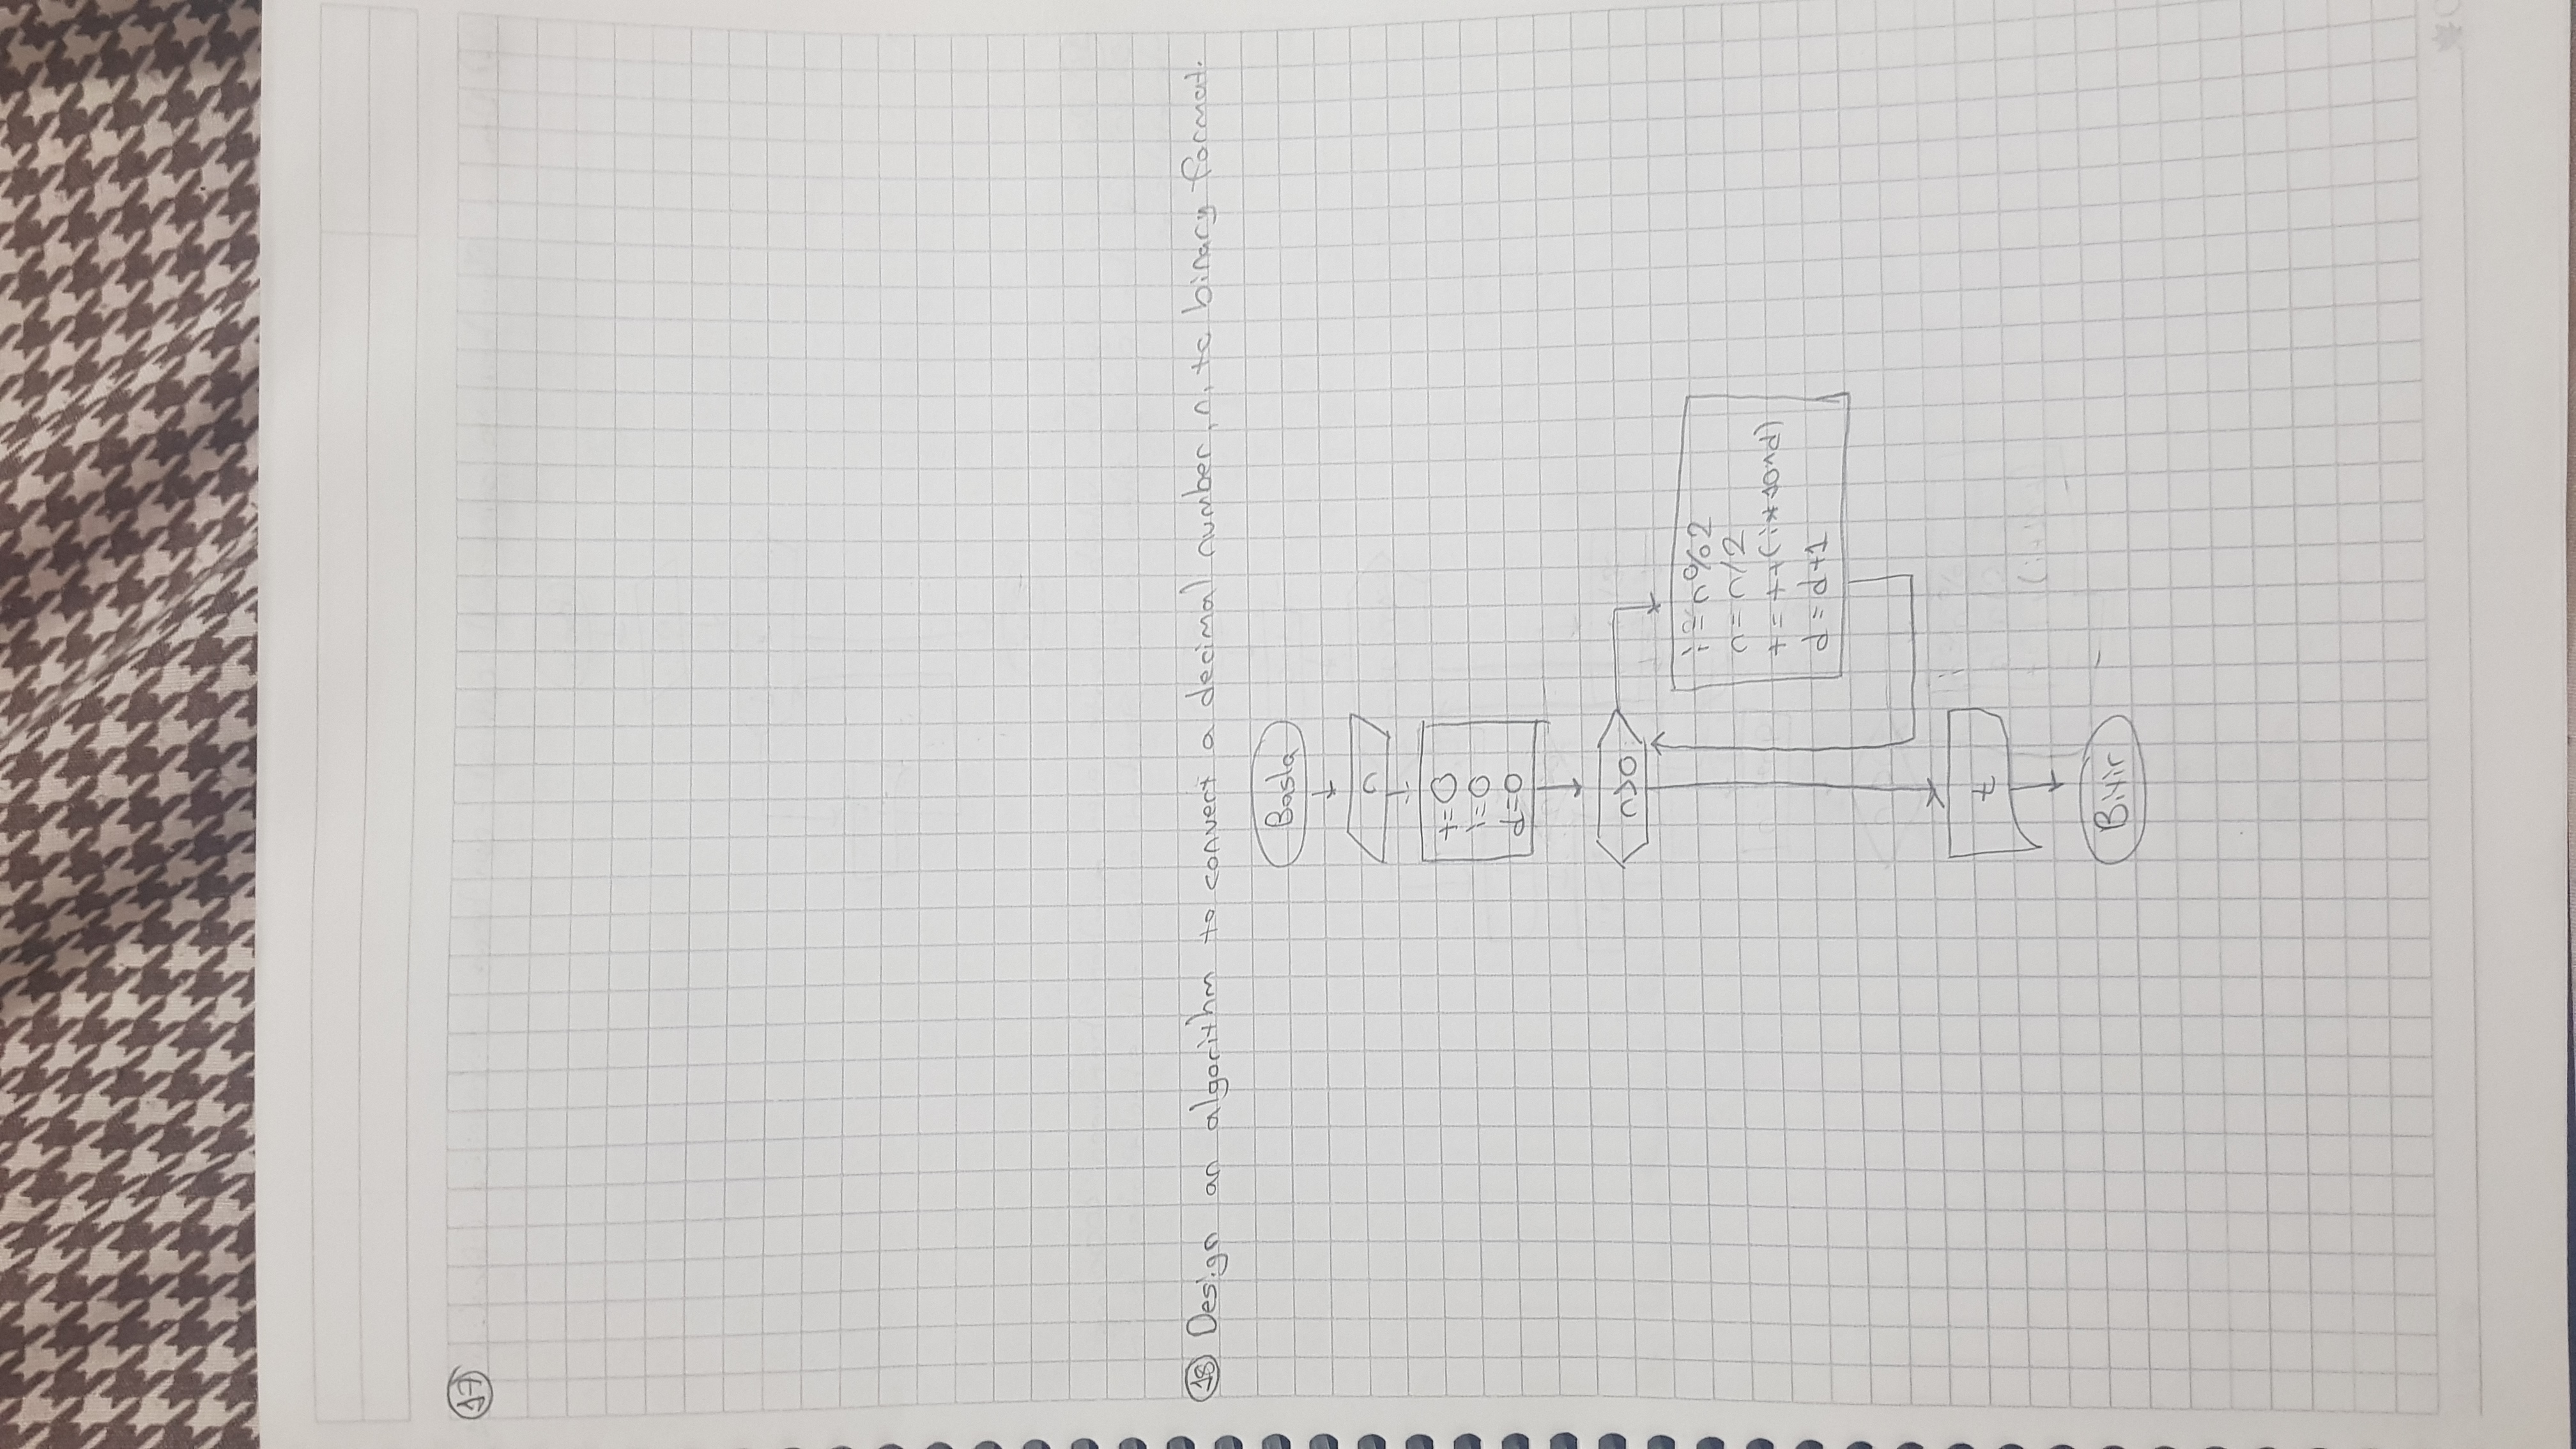 17
18 Design an algorithm to convert a decimal number, n, to binary format.
Basla
n
t=0
i=0
d=0
n>0
i=n%2
n=n/2
t=t+(i*10^d)
d=d+1
t
Bitir